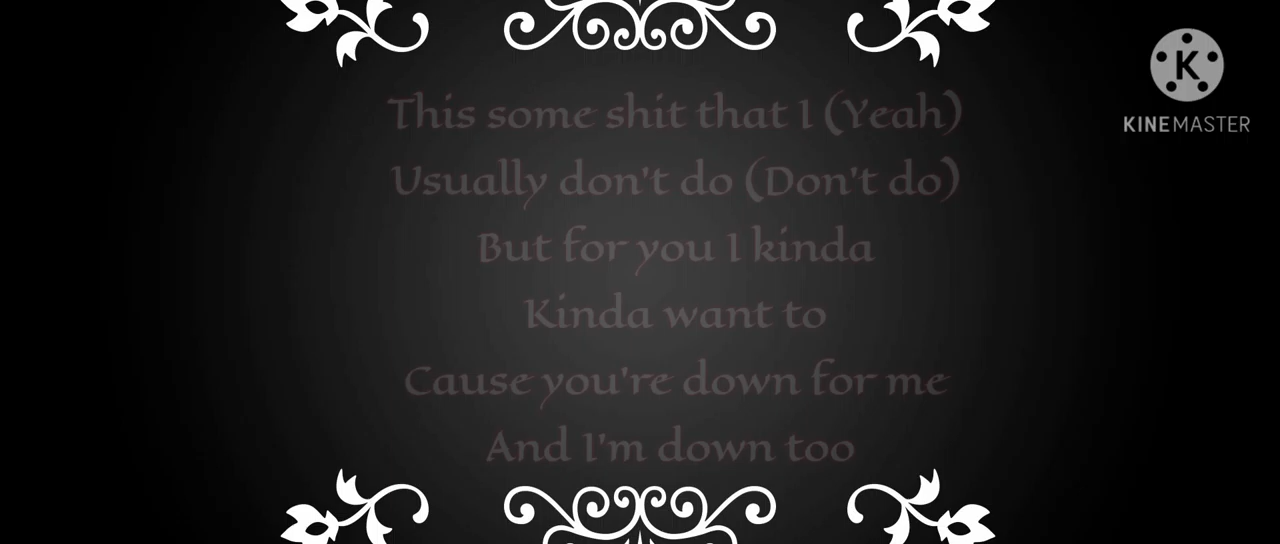 This some shit that I (Yeah)
Usually don't do (Don't do)
But for you I kinda
Kinda want to
Cause you're down for me
And I'm down too
K
KINEMASTER